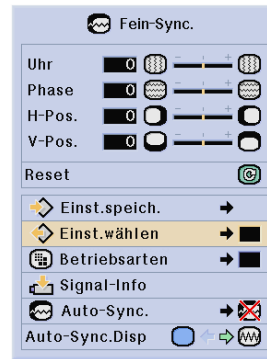 Fein-Sync.
Uhr 0 - +
Phase 0 - +
H-Pos. 0 - +
V-Pos. 0 - +
Reset
Einst.speich.
Einst.wählen
Betriebsarten
Signal-Info
Auto-Sync.
Auto-Sync.Disp